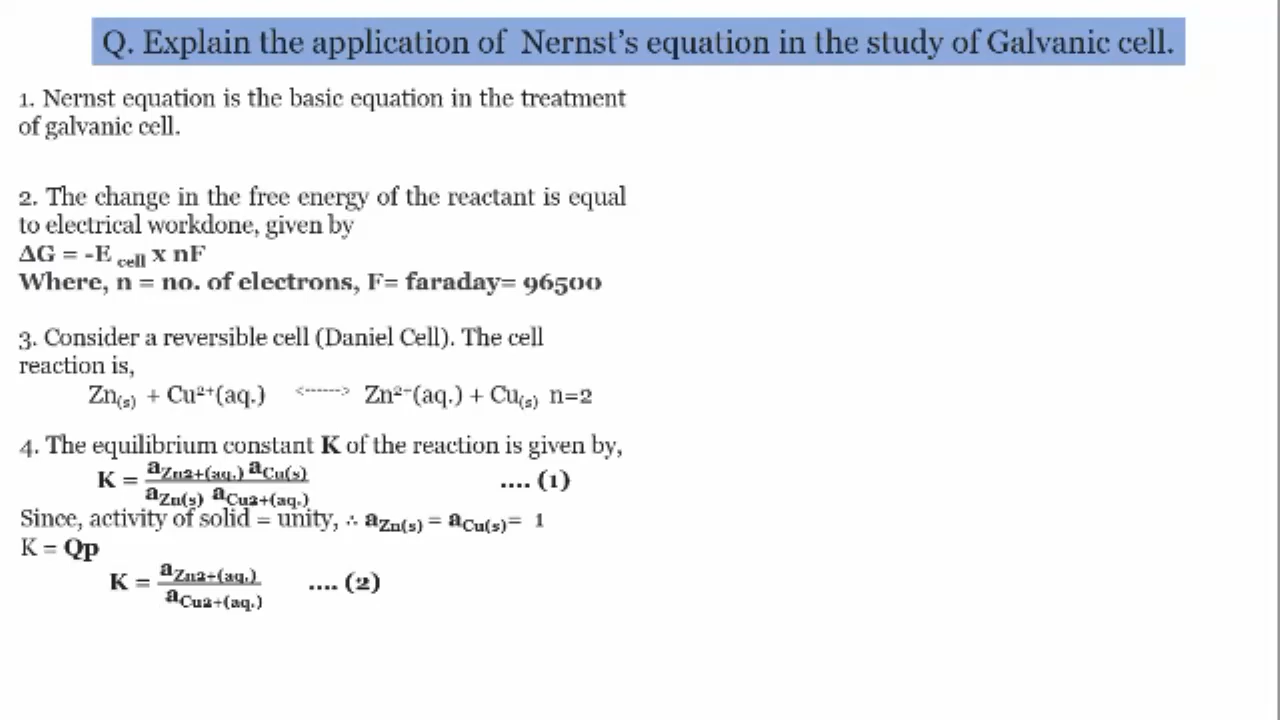 Q. Explain the application of Nernst's equation in the study of Galvanic cell.
1. Nernst equation is the basic equation in the treatment
of galvanic cell.
2. The change in the free energy of the reactant is equal
to electrical workdone, given by
ΔG = -E cell x nF
Where, n = no. of electrons, F= faraday= 96500
3. Consider a reversible cell (Daniel Cell). The cell
reaction is,
Zn(s) + Cu²⁺(aq.) <------> Zn²⁺(aq.) + Cu(s) n=2
4. The equilibrium constant K of the reaction is given by,
aZn2+(aq.) aCu(s)
K = .... (1)
aZn(s) aCu2+(aq.)
Since, activity of solid = unity, ∴ aZn(s) = aCu(s)= 1
K = Qp
aZn2+(aq.)
K = .... (2)
aCu2+(aq.)